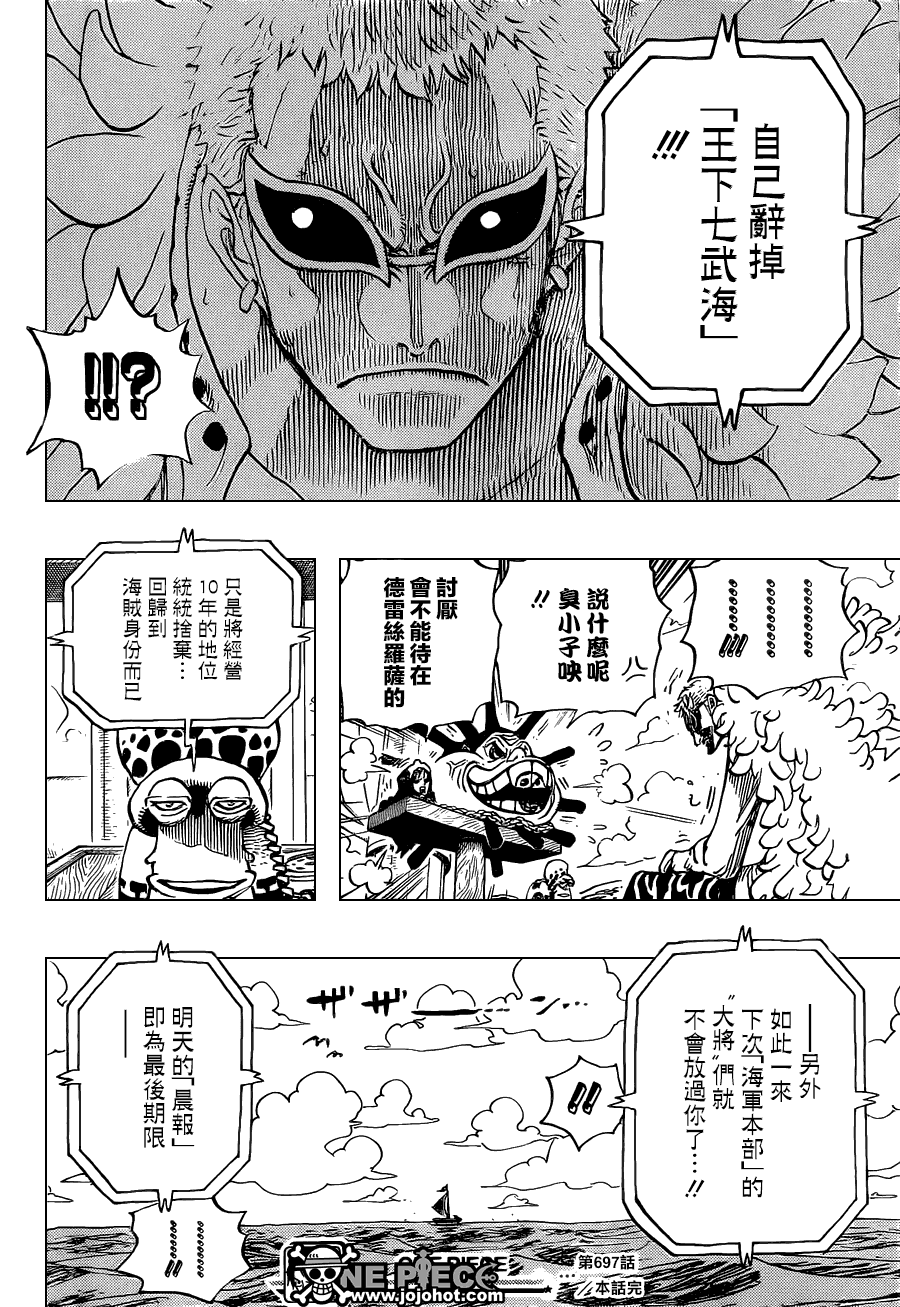 自己辭掉
「王下七武海」
!!!
!!?
………
………
……!!!
說什麼呢
臭小子呦
!!
討厭
會不能待在
德雷絲羅薩的
只是將經營
10年的地位
統統捨棄…
回歸到
海賊身份而已
——另外
如此一來
下次「海軍本部」的
"大將"們就
不會放過你了…‥!!
!!
ザザ…
明天的「晨報」
即為最後期限
——
……
……!!
第697話
本話完
ONE PIECE
www.jojohot.com